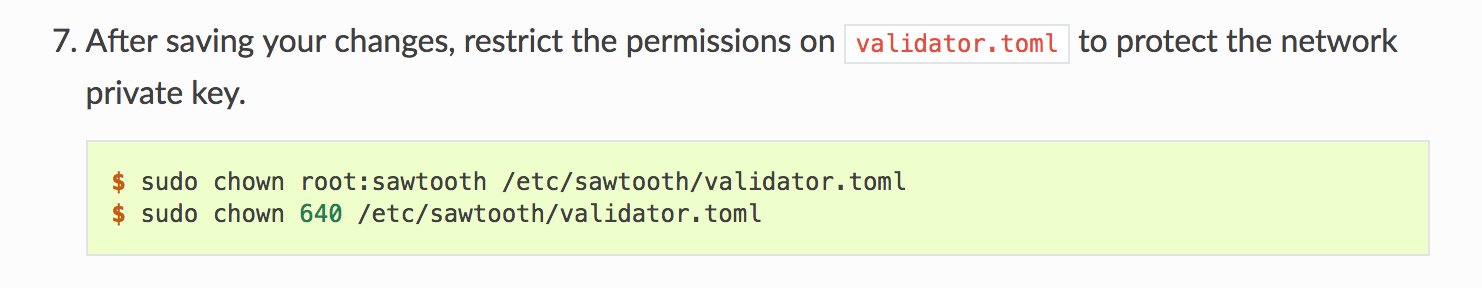 7. After saving your changes, restrict the permissions on validator.toml to protect the network
private key.
$ sudo chown root:sawtooth /etc/sawtooth/validator.toml
$ sudo chown 640 /etc/sawtooth/validator.toml